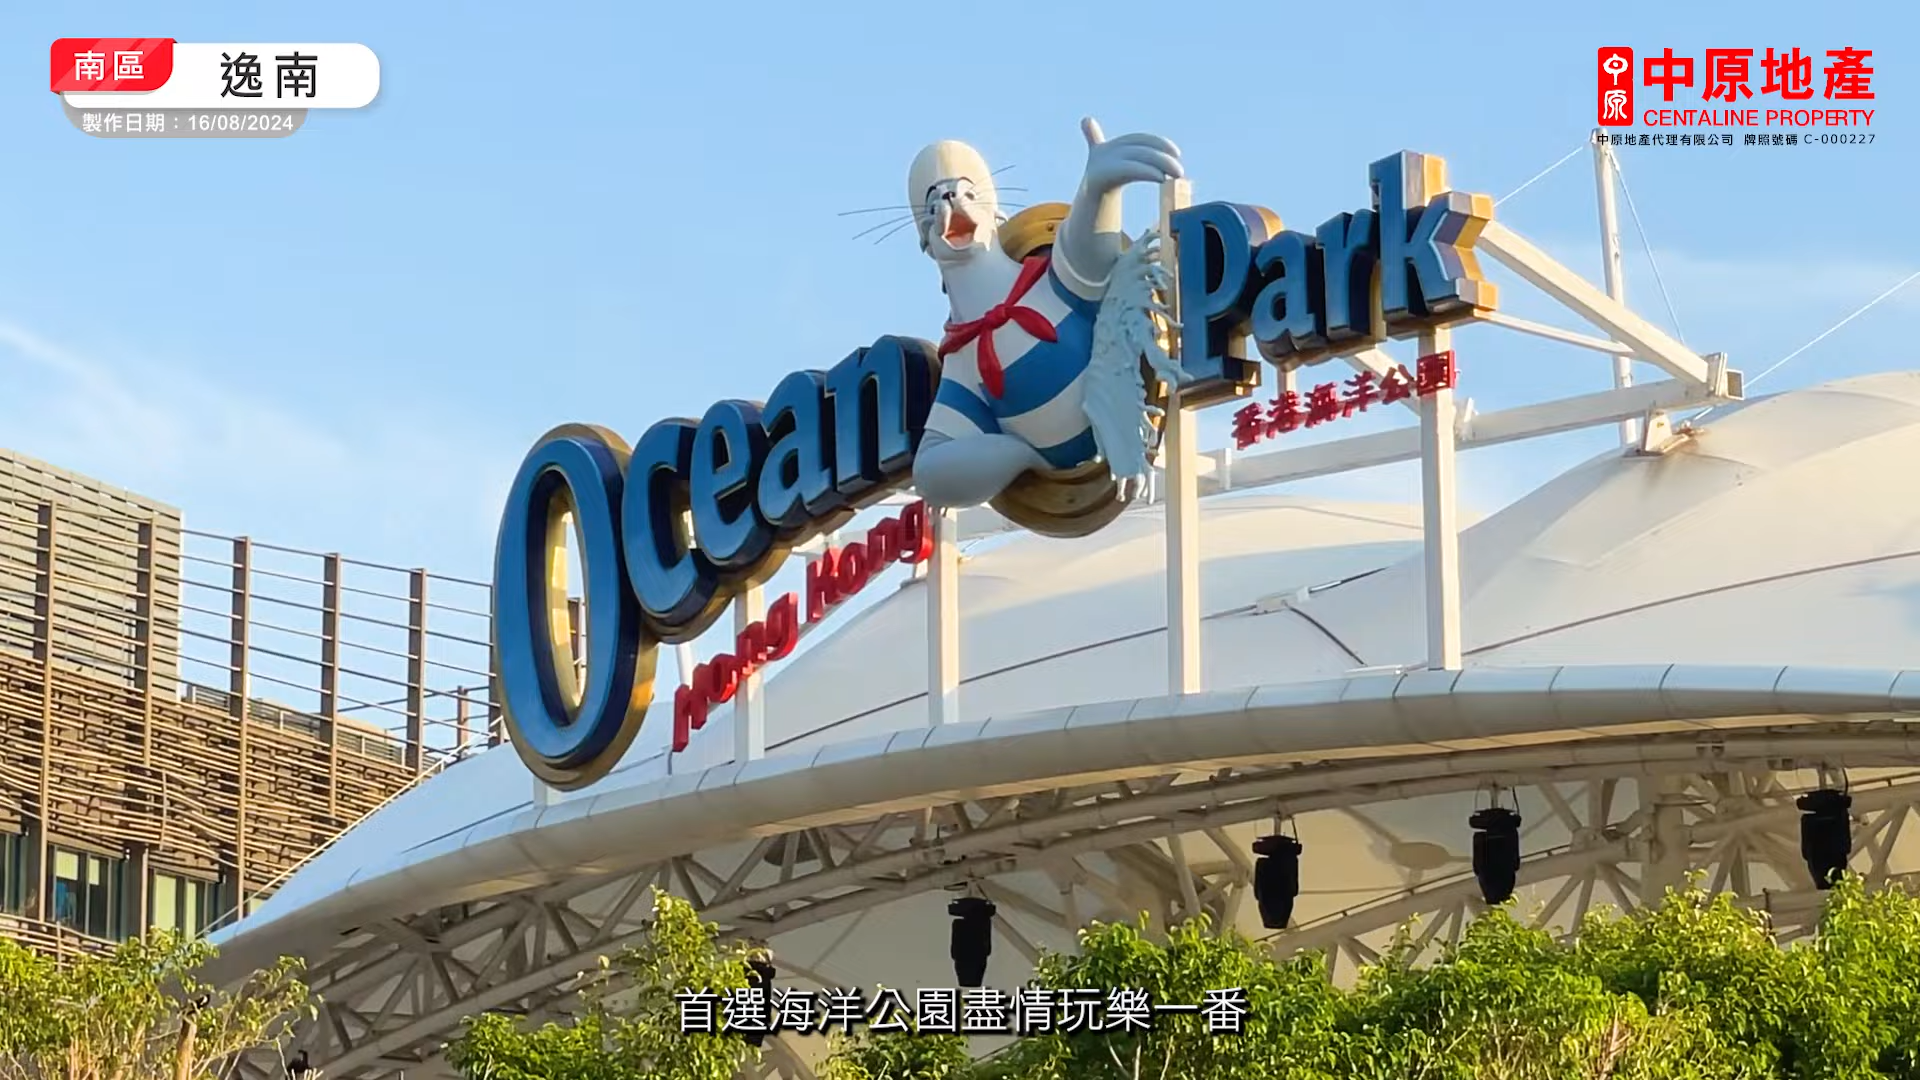 南區
逸南
製作日期：16/08/2024
中原
中原地產
CENTALINE PROPERTY
中原地產代理有限公司 牌照號碼 C-000227
Ocean Park
Hong Kong
香港海洋公園
首選海洋公園盡情玩樂一番